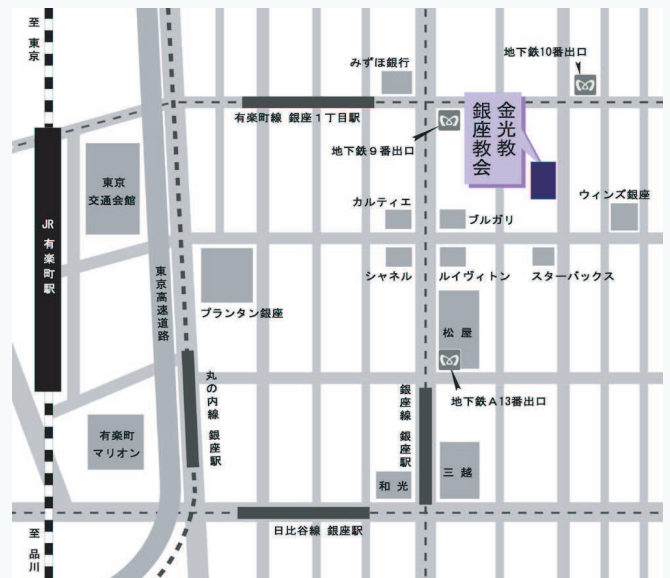 至
東京
みずほ銀行
地下鉄10番出口
有楽町線 銀座1丁目駅
地下鉄9番出口
金光教
銀座教会
東京
交通会館
カルティエ
ブルガリ
ウィンズ銀座
JR 有楽町駅
東京高速道路
プランタン銀座
シャネル
ルイヴィトン
スターバックス
松屋
丸の内線 銀座駅
銀座線 銀座駅
地下鉄A13番出口
有楽町
マリオン
和光
三越
日比谷線 銀座駅
至
品川